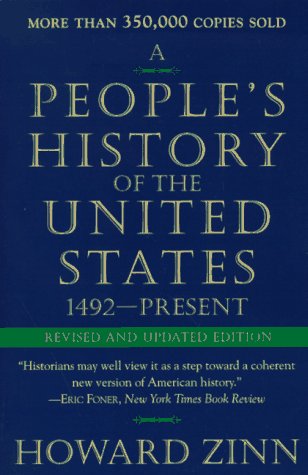 MORE THAN 350,000 COPIES SOLD
A
PEOPLE'S
HISTORY
OF THE
UNITED
STATES
1492—PRESENT
REVISED AND UPDATED EDITION
"Historians may well view it as a step toward a coherent
new version of American history."
—ERIC FONER, New York Times Book Review
HOWARD ZINN